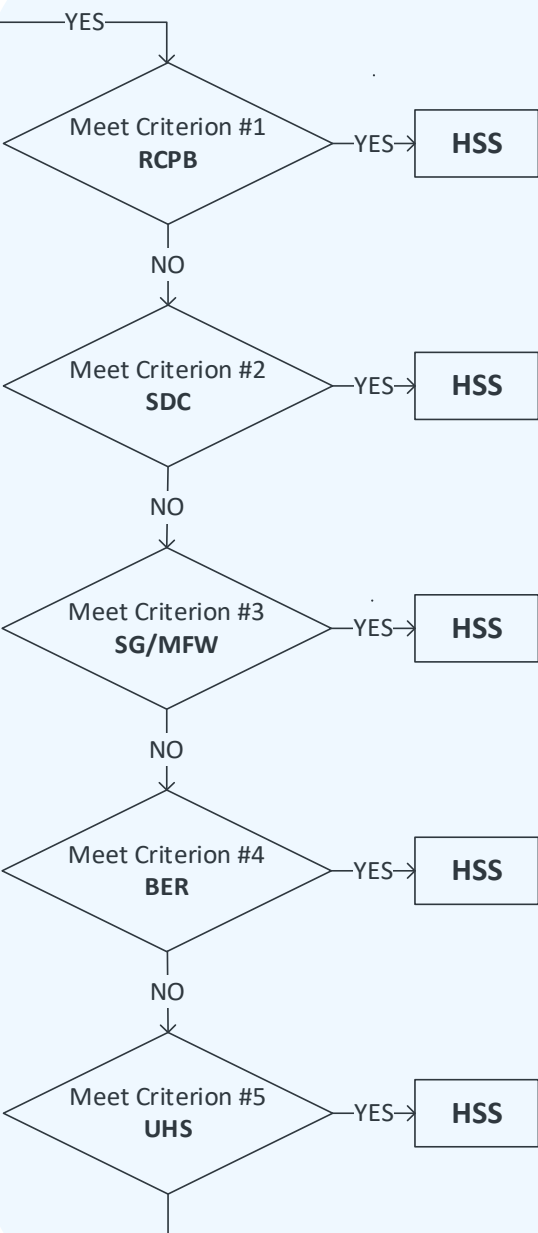 YES
Meet Criterion #1
RCPB
YES
HSS
NO
Meet Criterion #2
SDC
YES
HSS
NO
Meet Criterion #3
SG/MFW
YES
HSS
NO
Meet Criterion #4
BER
YES
HSS
NO
Meet Criterion #5
UHS
YES
HSS